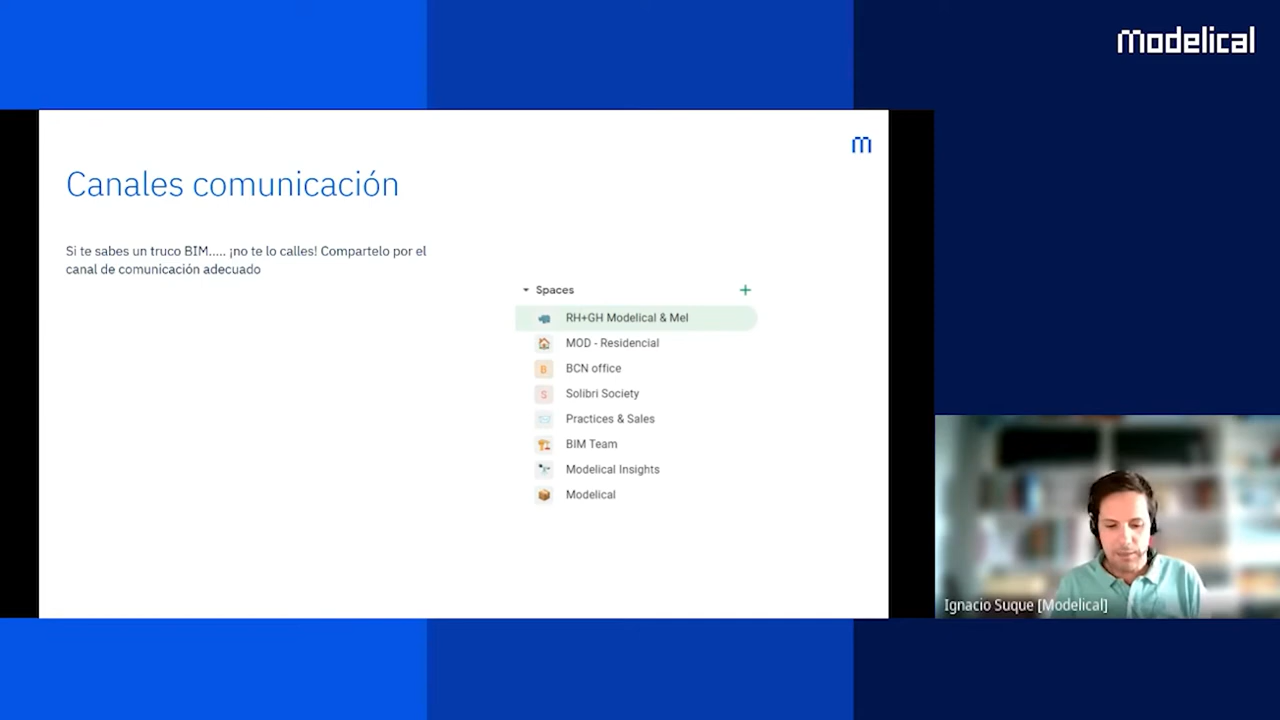 modelical
m
Canales comunicación
Si te sabes un truco BIM..... ¡no te lo calles! Compartelo por el
canal de comunicación adecuado
Spaces
RH+GH Modelical & Mel
MOD - Residencial
B BCN office
S Solibri Society
Practices & Sales
BIM Team
Modelical Insights
Modelical
Ignacio Suque [Modelical]